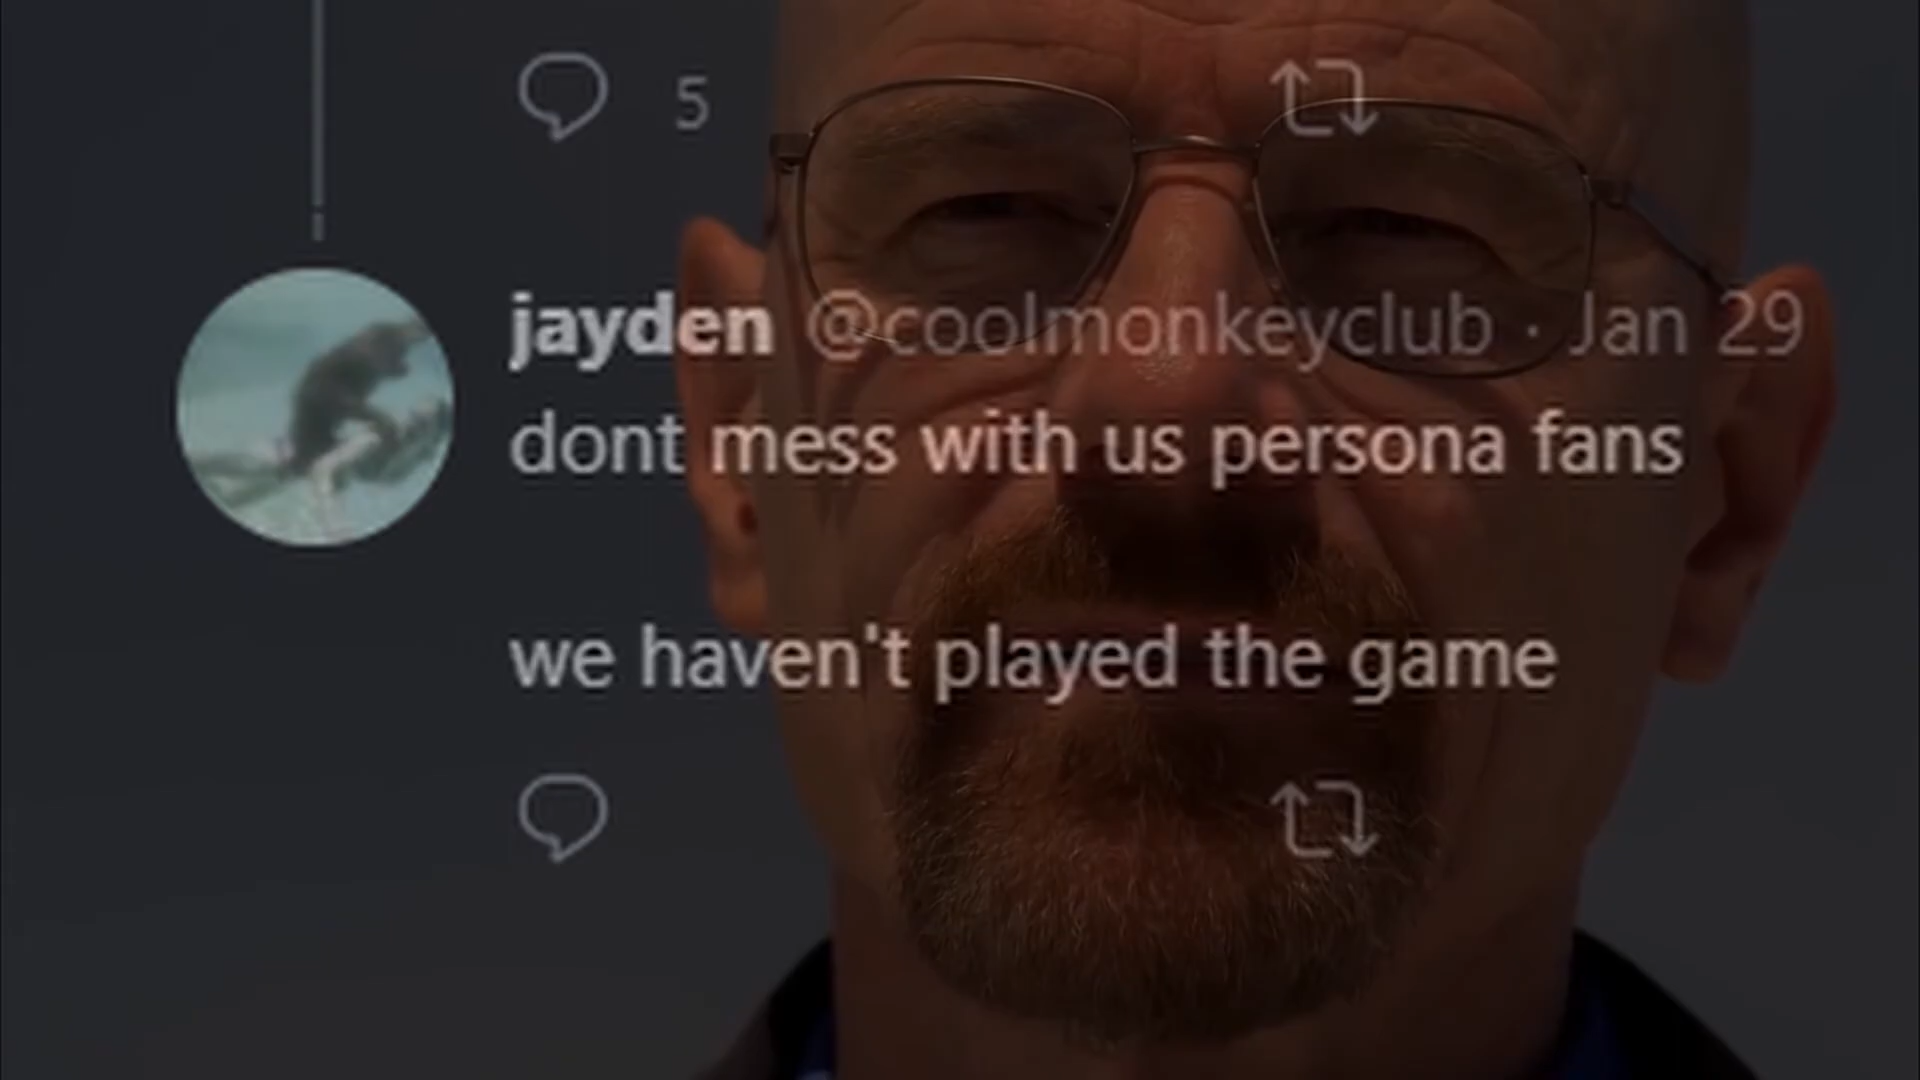 5
jayden @coolmonkeyclub · Jan 29
dont mess with us persona fans
we haven't played the game